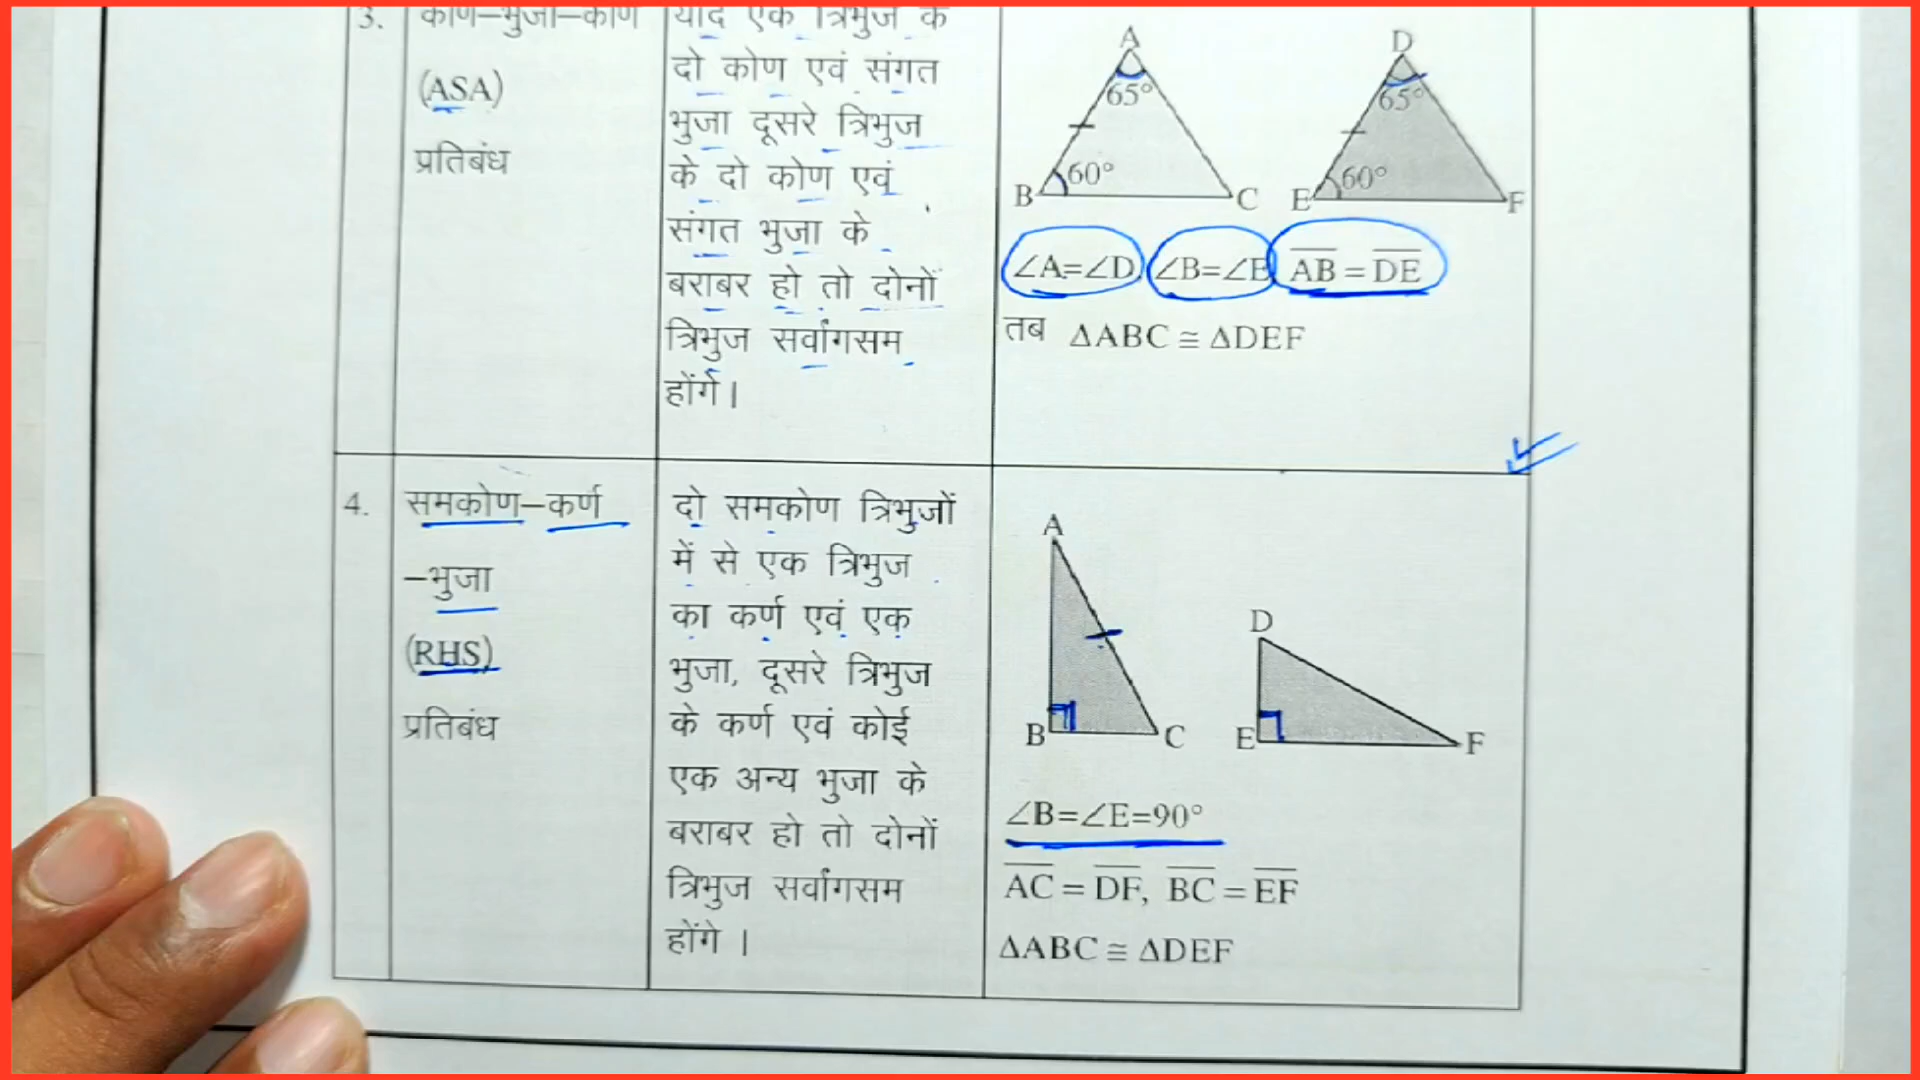 3.
कोण–भुजा–कोण
(ASA)
प्रतिबंध
यदि एक त्रिभुज के
दो कोण एवं संगत
भुजा दूसरे त्रिभुज
के दो कोण एवं
संगत भुजा के
बराबर हो तो दोनों
त्रिभुज सर्वांगसम
होंगे।
A
65°
60°
B
C
D
65°
60°
E
F
∠A=∠D ∠B=∠E AB = DE
तब ΔABC ≅ ΔDEF
4.
समकोण–कर्ण
–भुजा
(RHS)
प्रतिबंध
दो समकोण त्रिभुजों
में से एक त्रिभुज
का कर्ण एवं एक
भुजा, दूसरे त्रिभुज
के कर्ण एवं कोई
एक अन्य भुजा के
बराबर हो तो दोनों
त्रिभुज सर्वांगसम
होंगे ।
A
B
C
D
E
F
∠B=∠E=90°
AC = DF, BC = EF
ΔABC ≅ ΔDEF